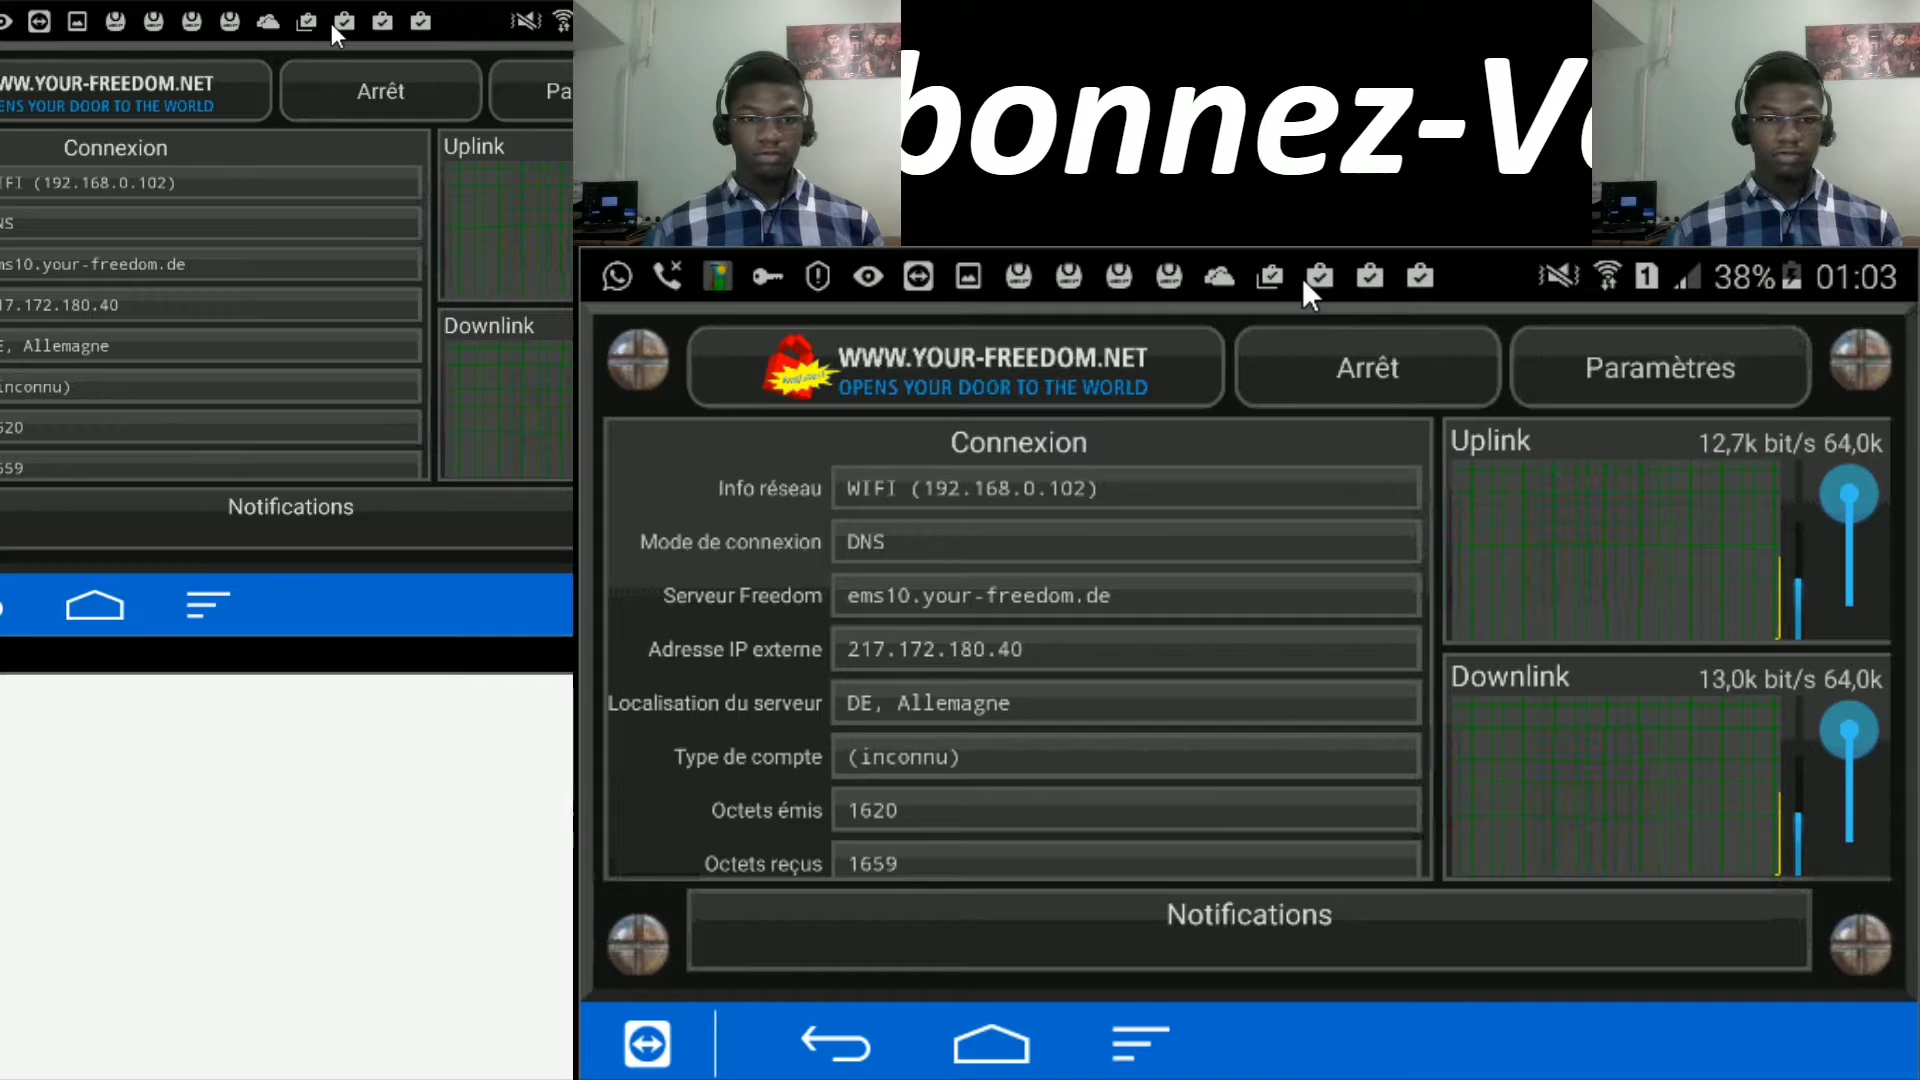 WW.YOUR-FREEDOM.NET
ENS YOUR DOOR TO THE WORLD
Arrêt
Pa
Connexion
IFI (192.168.0.102)
NS
ms10.your-freedom.de
17.172.180.40
E, Allemagne
inconnu)
620
659
Uplink
Downlink
Notifications
bonnez-V
38% 01:03
WWW.YOUR-FREEDOM.NET
OPENS YOUR DOOR TO THE WORLD
Arrêt
Paramètres
Connexion
Info réseau WIFI (192.168.0.102)
Mode de connexion DNS
Serveur Freedom ems10.your-freedom.de
Adresse IP externe 217.172.180.40
Localisation du serveur DE, Allemagne
Type de compte (inconnu)
Octets émis 1620
Octets reçus 1659
Uplink 12,7k bit/s 64,0k
Downlink 13,0k bit/s 64,0k
Notifications